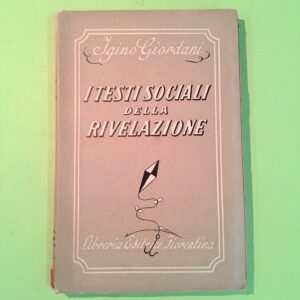 Igino Giordani
I TESTI SOCIALI
DELLA
RIVELAZIONE
Libreria Editrice Fiorentina